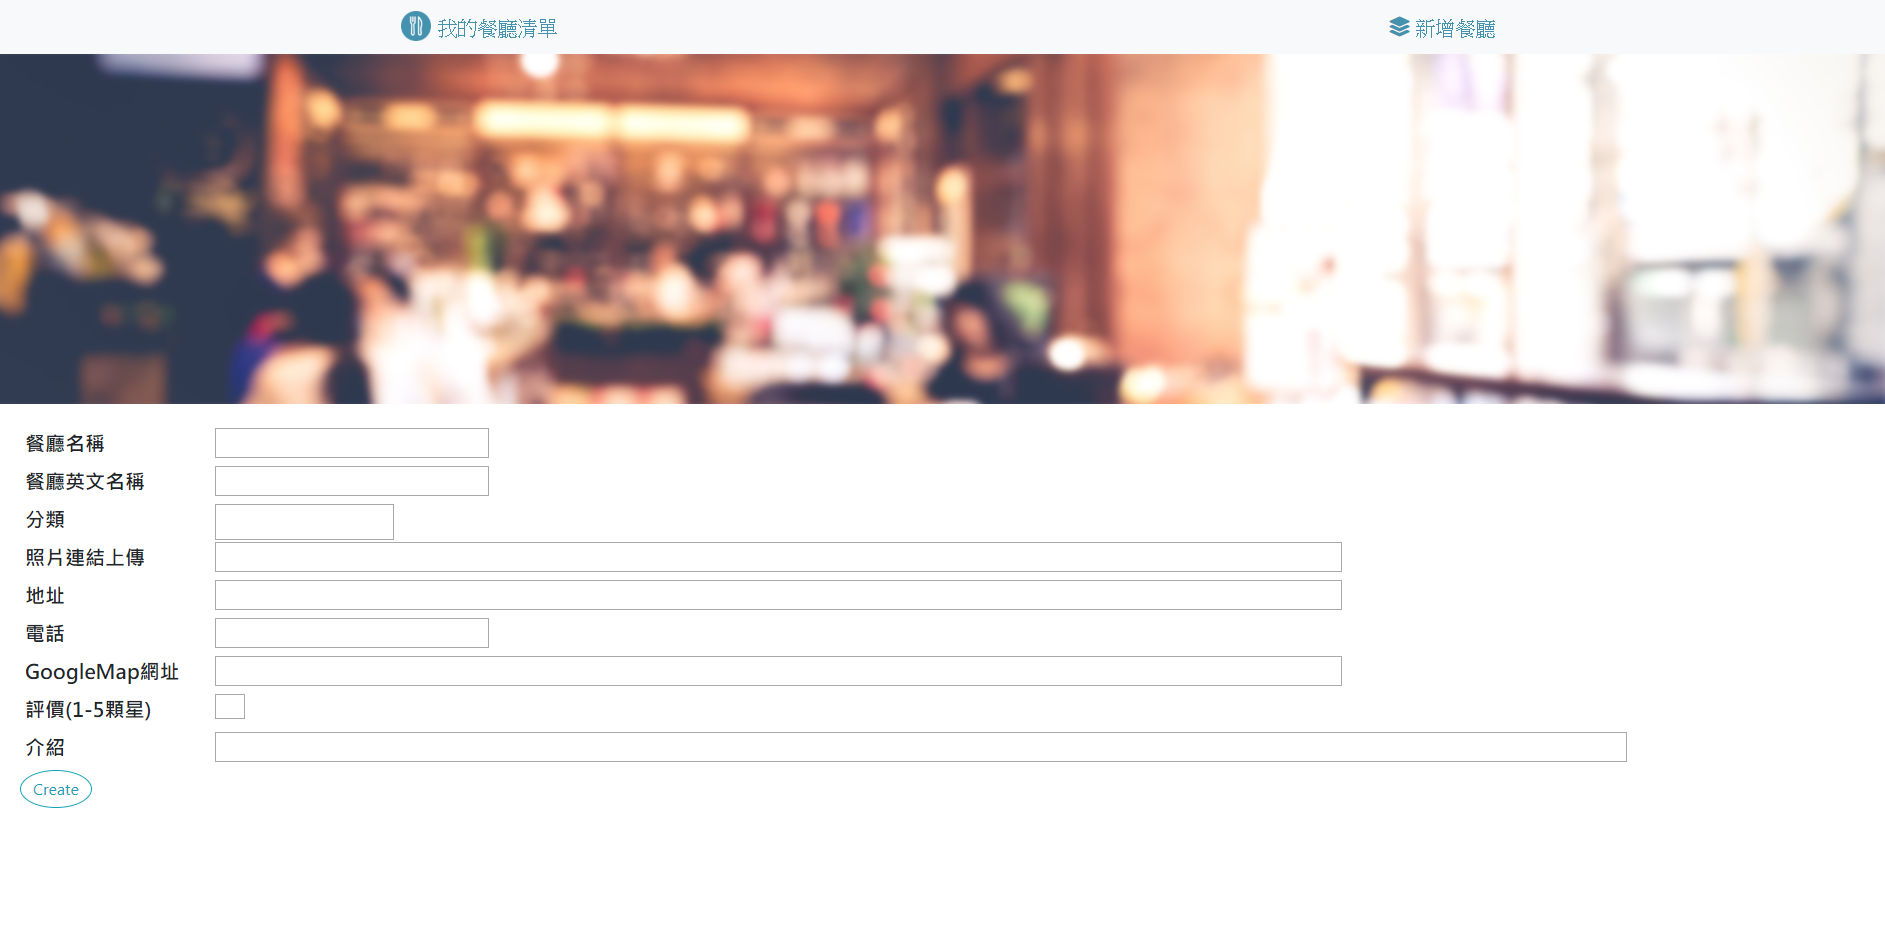 我的餐廳清單
新增餐廳
餐廳名稱
餐廳英文名稱
分類
照片連結上傳
地址
電話
GoogleMap網址
評價(1-5顆星)
介紹
Create